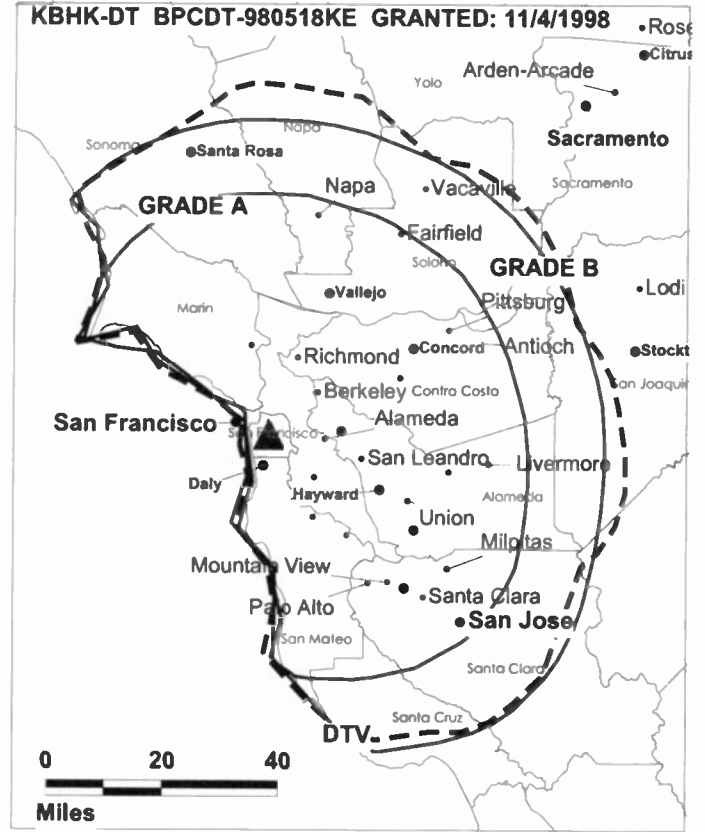 KBHK-DT BPCDT-980518KE GRANTED: 11/4/1998
Rose
Citrus
Arden-Arcade
Yolo
Sacramento
Napa
Sonoma
Santa Rosa
Sacramento
Napa
Vacaville
GRADE A
Fairfield
Solano
GRADE B
Vallejo
Lodi
Pittsburg
Marin
Richmond
Concord
Antioch
Stockt
San Joaquin
Berkeley
Contra Costa
San Francisco
Alameda
San Francisco
San Leandro
Livermore
Daly
Hayward
Alameda
Union
Milpitas
Mountain View
Palo Alto
Santa Clara
San Jose
San Mateo
Santa Clara
Santa Cruz
DTV
0 20 40
Miles